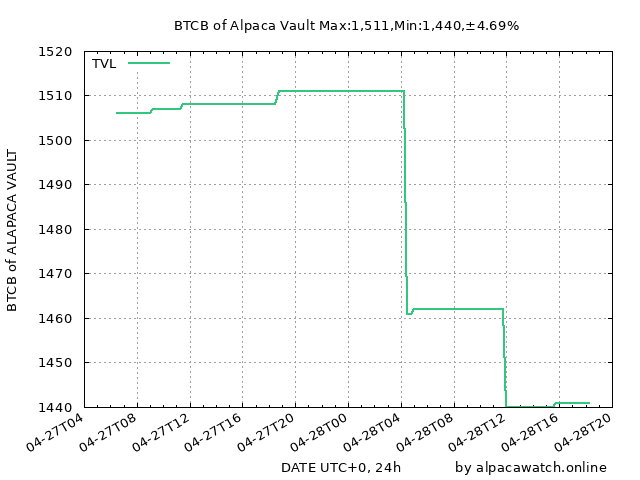 BTCB of Alpaca Vault Max:1,511,Min:1,440,±4.69%
TVL
BTCB of ALAPACA VAULT
1520
1510
1500
1490
1480
1470
1460
1450
1440
04-27T04
04-27T08
04-27T12
04-27T16
04-27T20
04-28T00
04-28T04
04-28T08
04-28T12
04-28T16
04-28T20
DATE UTC+0, 24h
by alpacawatch.online